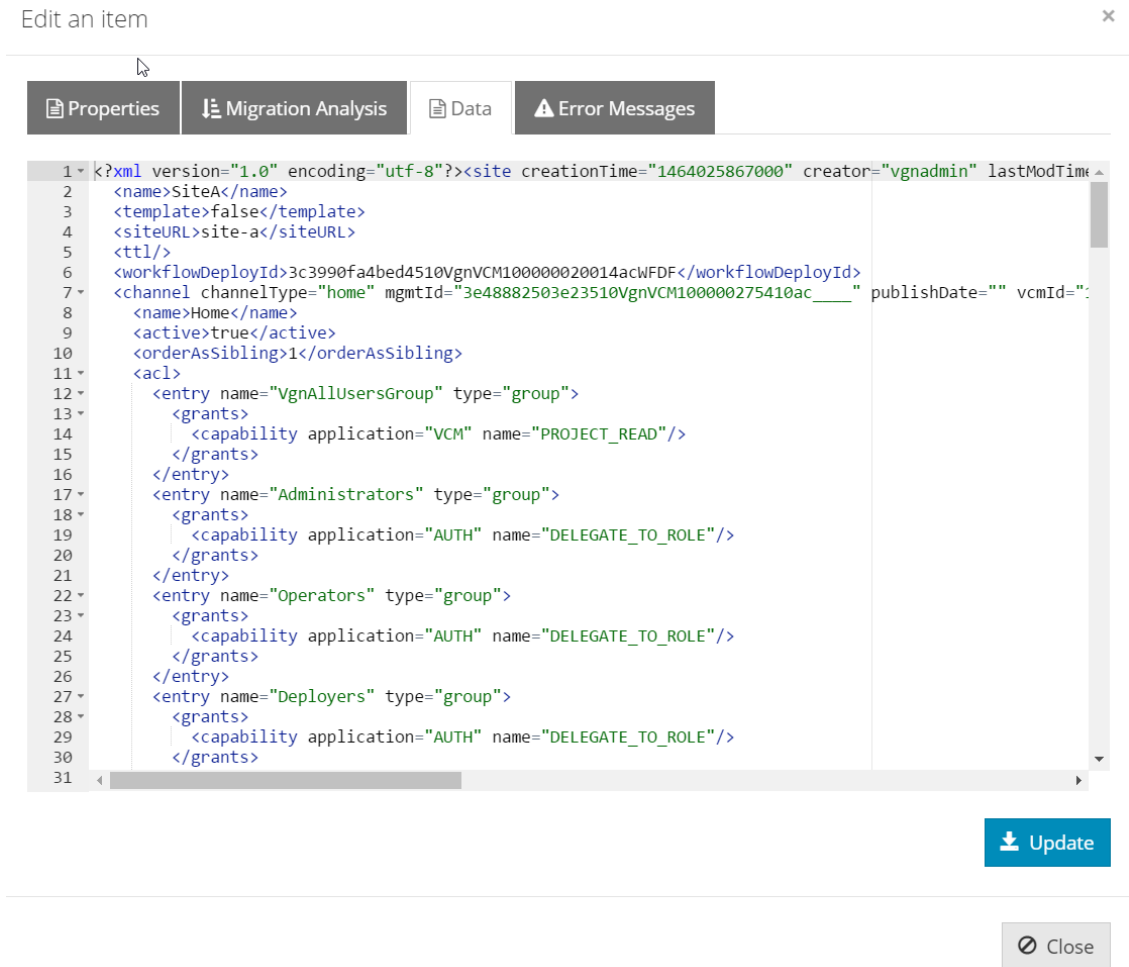 Edit an item
×
Properties
Migration Analysis
Data
Error Messages
1 <?xml version="1.0" encoding="utf-8"?><site creationTime="1464025867000" creator="vgnadmin" lastModTime
2 <name>SiteA</name>
3 <template>false</template>
4 <siteURL>site-a</siteURL>
5 <ttl/>
6 <workflowDeployId>3c3990fa4bed4510VgnVCM100000020014acWFDF</workflowDeployId>
7 <channel channelType="home" mgmtId="3e48882503e23510VgnVCM100000275410ac____" publishDate="" vcmId="
8 <name>Home</name>
9 <active>true</active>
10 <orderAsSibling>1</orderAsSibling>
11 <acl>
12 <entry name="VgnAllUsersGroup" type="group">
13 <grants>
14 <capability application="VCM" name="PROJECT_READ"/>
15 </grants>
16 </entry>
17 <entry name="Administrators" type="group">
18 <grants>
19 <capability application="AUTH" name="DELEGATE_TO_ROLE"/>
20 </grants>
21 </entry>
22 <entry name="Operators" type="group">
23 <grants>
24 <capability application="AUTH" name="DELEGATE_TO_ROLE"/>
25 </grants>
26 </entry>
27 <entry name="Deployers" type="group">
28 <grants>
29 <capability application="AUTH" name="DELEGATE_TO_ROLE"/>
30 </grants>
31
Update
Close